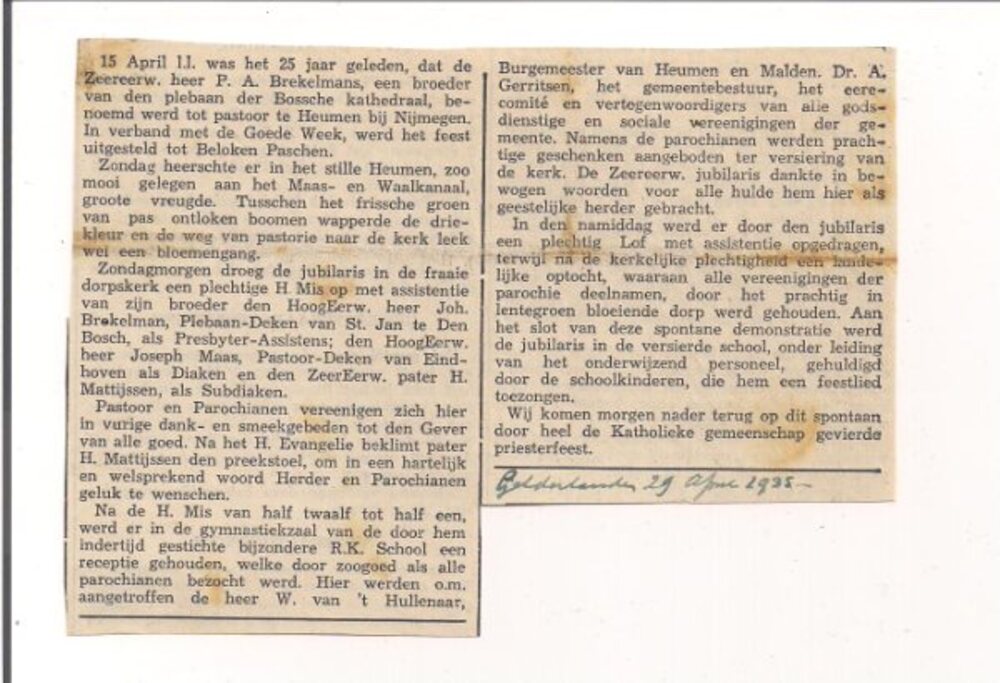 15 April l.l. was het 25 jaar geleden, dat de
Zeereerw. heer P. A. Brekelmans, een broeder
van den plebaan der Bossche kathedraal, be-
noemd werd tot pastoor te Heumen bij Nijmegen.
In verband met de Goede Week, werd het feest
uitgesteld tot Beloken Paschen.
Zondag heerschte er in het stille Heumen, zoo
mooi gelegen aan het Maas- en Waalkanaal,
groote vreugde. Tusschen het frissche groen
van pas ontloken boomen wapperde de drie-
kleur en de weg van pastorie naar de kerk leek
wel een bloemengang.
Zondagmorgen droeg de jubilaris in de fraaie
dorpskerk een plechtige H. Mis op met assistentie
van zijn broeder den HoogEerw. heer Joh.
Brekelman, Plebaan-Deken van St. Jan te Den
Bosch, als Presbyter-Assistens; den HoogEerw.
heer Joseph Maas, Pastoor-Deken van Eind-
hoven als Diaken en den ZeerEerw. pater H.
Mattijssen, als Subdiaken.
Pastoor en Parochianen vereenigen zich hier
in vurige dank- en smeekgebeden tot den Gever
van alle goed. Na het H. Evangelie beklimt pater
H. Mattijssen den preekstoel, om in een hartelijk
en welsprekend woord Herder en Parochianen
geluk te wenschen.
Na de H. Mis van half twaalf tot half een,
werd er in de gymnastiekzaal van de door hem
indertijd gestichte bijzondere R.K. School een
receptie gehouden, welke door zoogoed als alle
parochianen bezocht werd. Hier werden o.m.
aangetroffen de heer W. van 't Hullenaar,
Burgemeester van Heumen en Malden. Dr. A.
Gerritsen, het gemeentebestuur, het eere-
comité en vertegenwoordigers van alle gods-
dienstige en sociale vereenigingen der ge-
meente. Namens de parochianen werden prach-
tige geschenken aangeboden ter versiering van
de kerk. De Zeereerw. jubilaris dankte in be-
wogen woorden voor alle hulde hem hier als
geestelijke herder gebracht.
In den namiddag werd er door den jubilaris
een plechtig Lof met assistentie opgedragen,
terwijl na de kerkelijke plechtigheid een lande-
lijke optocht, waaraan alle vereenigingen der
parochie deelnamen, door het prachtig in
lentegroen bloeiende dorp werd gehouden. Aan
het slot van deze spontane demonstratie werd
de jubilaris in de versierde school, onder leiding
van het onderwijzend personeel, gehuldigd
door de schoolkinderen, die hem een feestlied
toezongen.
Wij komen morgen nader terug op dit spontaan
door heel de Katholieke gemeenschap gevierde
priesterfeest.
Gelderlander 29 April 1935-